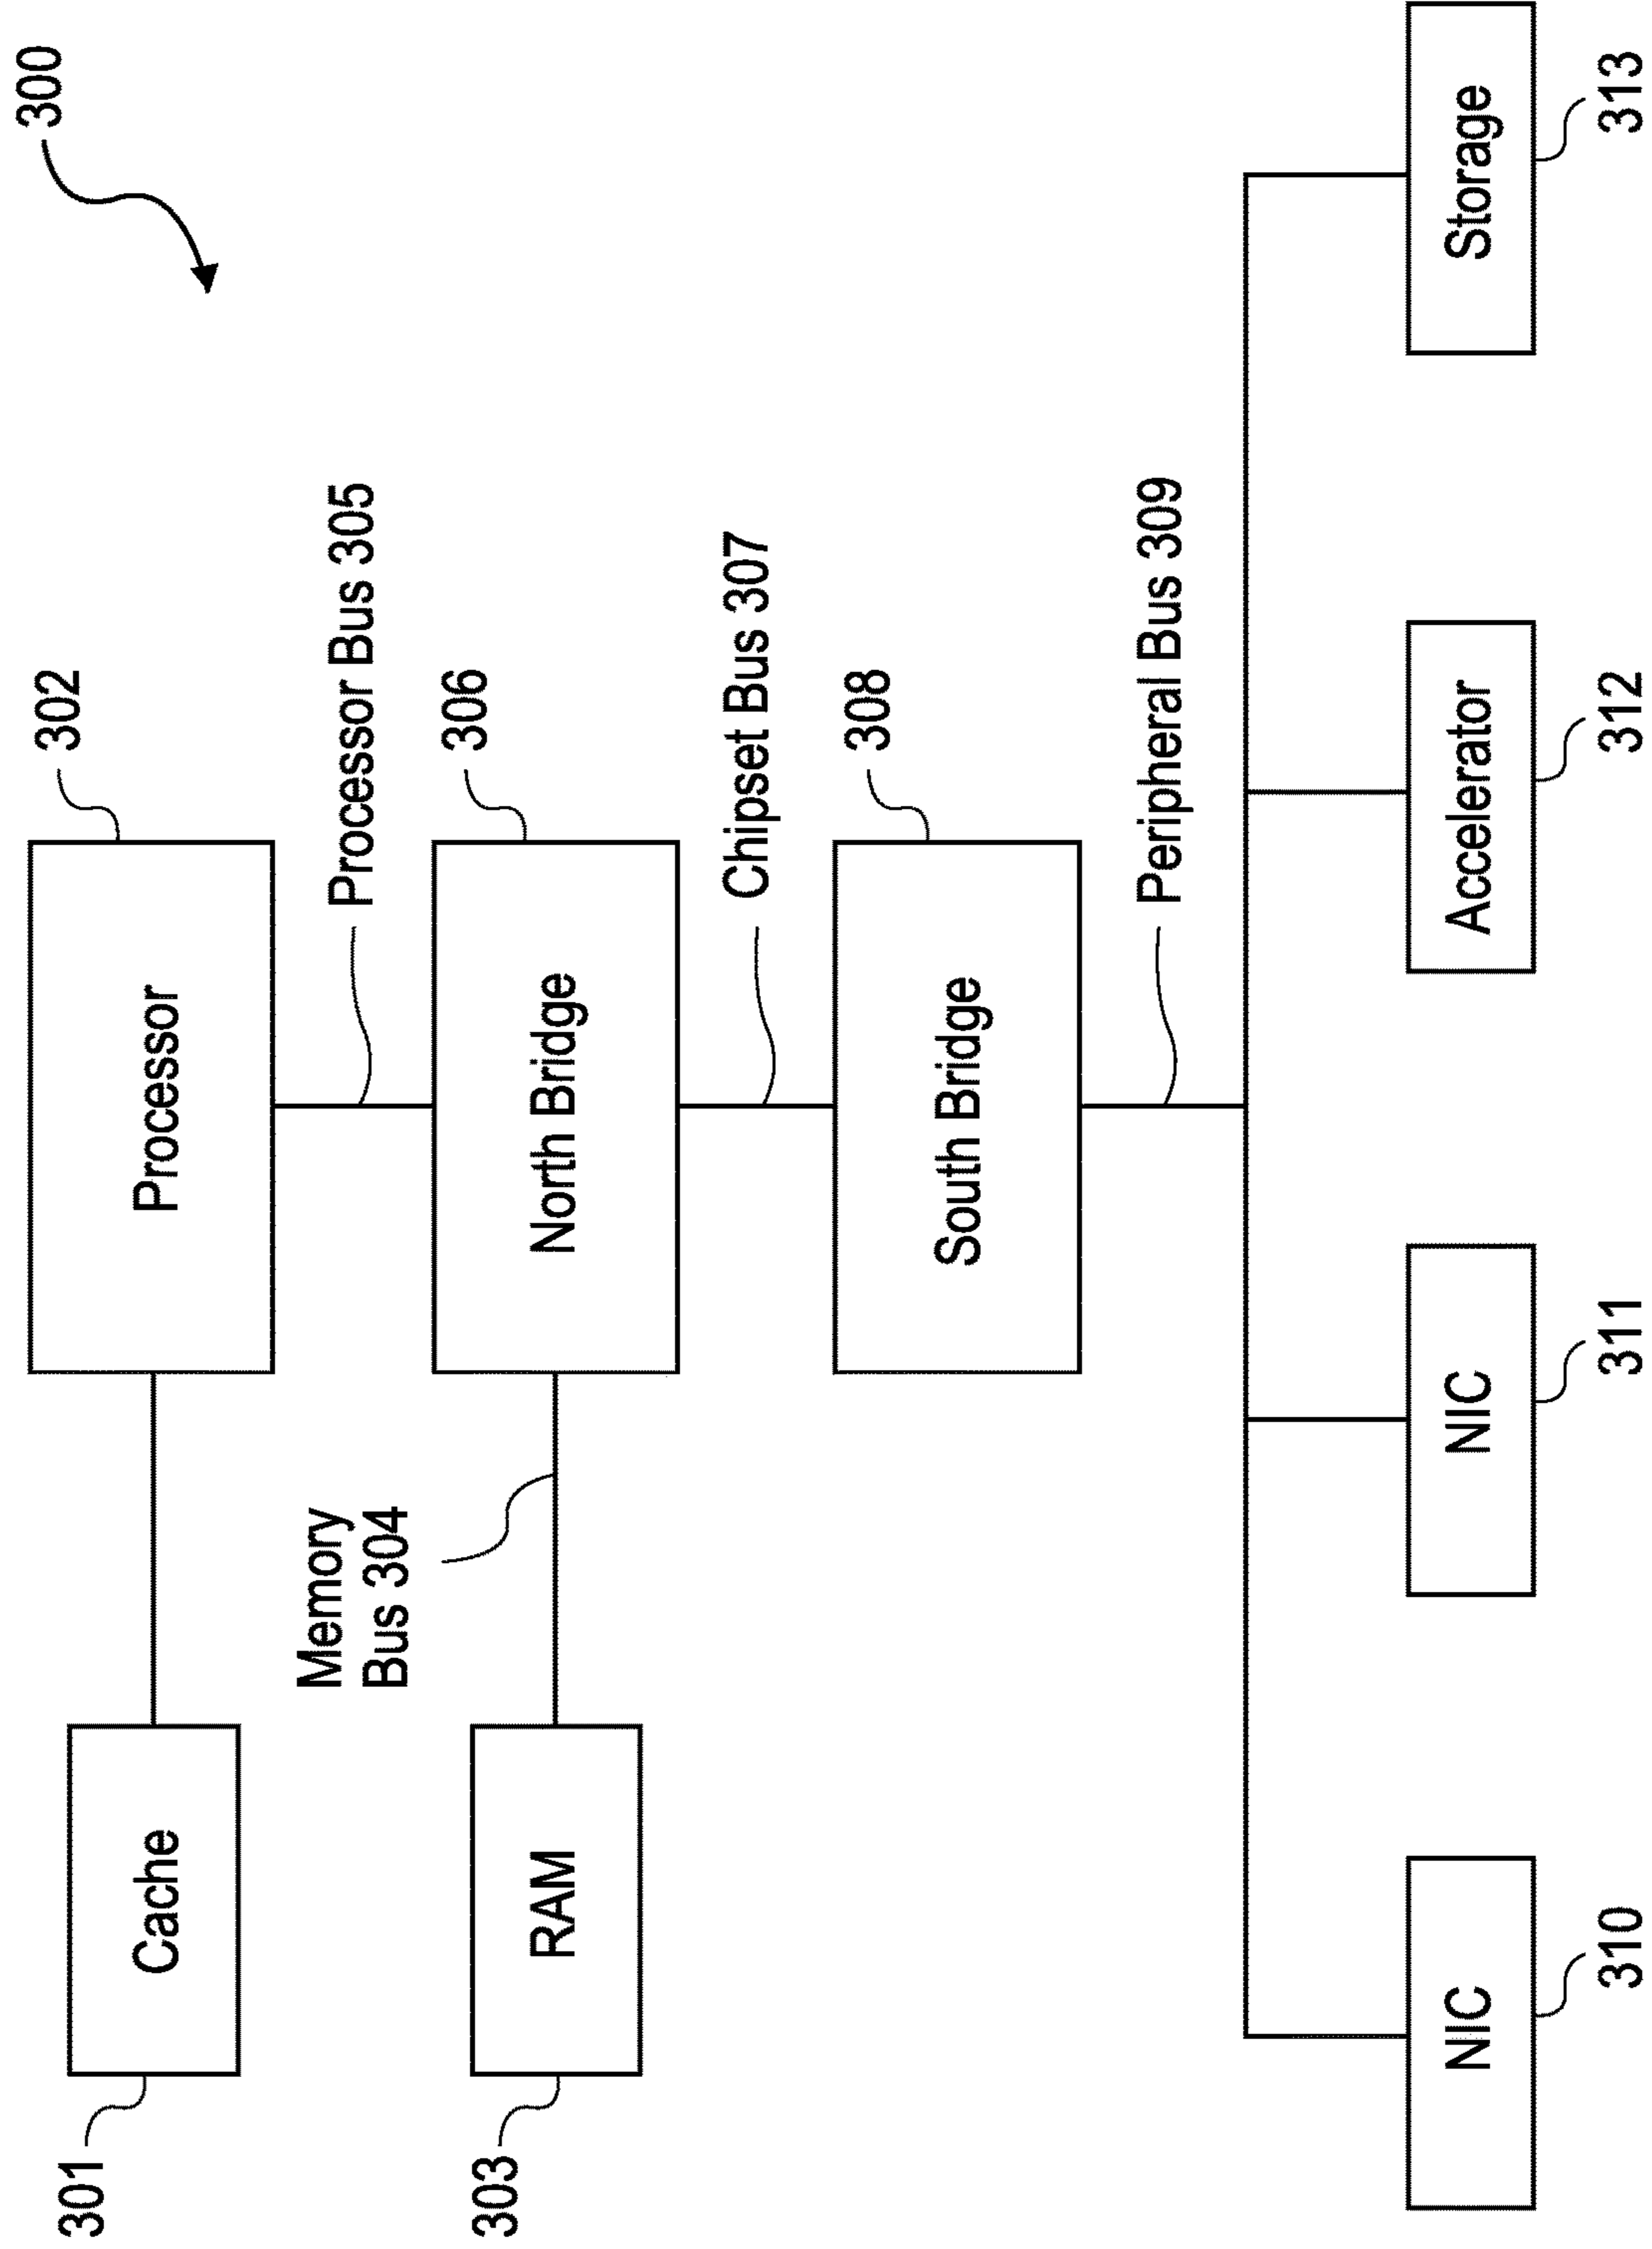 300
302
Processor
Cache
301
Processor Bus 305
306
North Bridge
Memory
Bus 304
RAM
303
Chipset Bus 307
308
South Bridge
Peripheral Bus 309
NIC
310
NIC
311
Accelerator
312
Storage
313